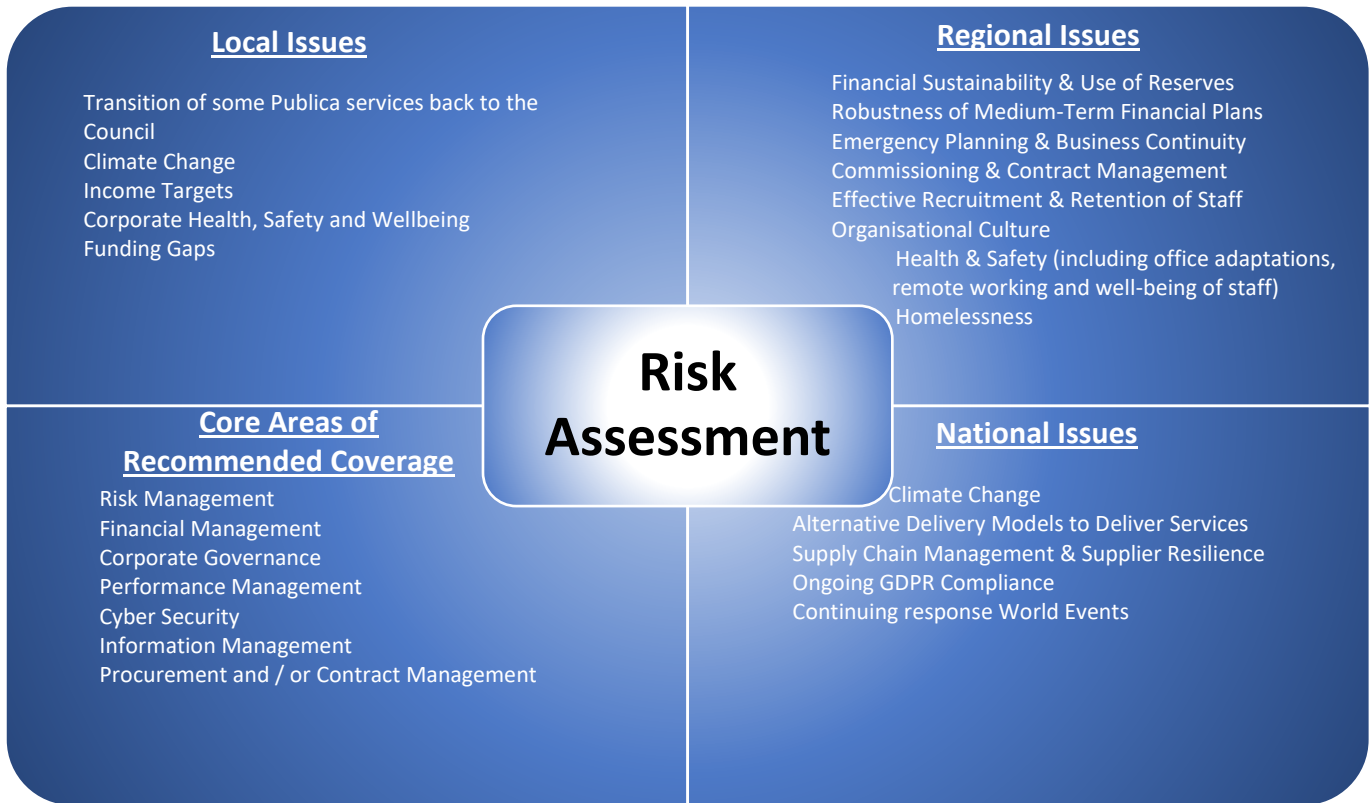 Local Issues
Transition of some Publica services back to the
Council
Climate Change
Income Targets
Corporate Health, Safety and Wellbeing
Funding Gaps
Regional Issues
Financial Sustainability & Use of Reserves
Robustness of Medium-Term Financial Plans
Emergency Planning & Business Continuity
Commissioning & Contract Management
Effective Recruitment & Retention of Staff
Organisational Culture
Health & Safety (including office adaptations,
remote working and well-being of staff)
Homelessness
Risk
Assessment
Core Areas of
Recommended Coverage
Risk Management
Financial Management
Corporate Governance
Performance Management
Cyber Security
Information Management
Procurement and / or Contract Management
National Issues
Climate Change
Alternative Delivery Models to Deliver Services
Supply Chain Management & Supplier Resilience
Ongoing GDPR Compliance
Continuing response World Events